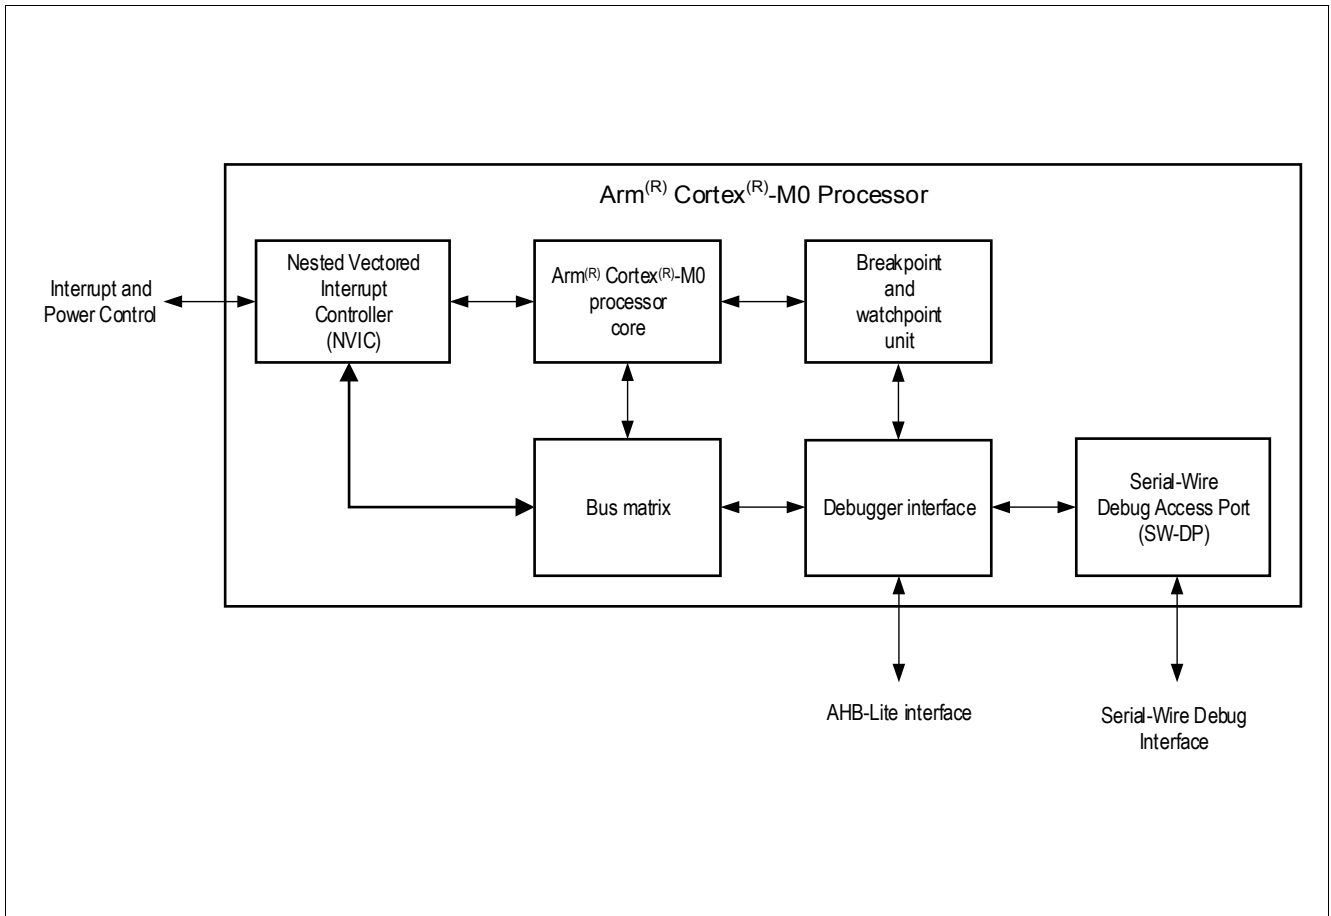 Arm(R) Cortex(R)-M0 Processor
Interrupt and
Power Control
Nested Vectored
Interrupt
Controller
(NVIC)
Arm(R) Cortex(R)-M0
processor
core
Breakpoint
and
watchpoint
unit
Bus matrix
Debugger interface
Serial-Wire
Debug Access Port
(SW-DP)
AHB-Lite interface
Serial-Wire Debug
Interface